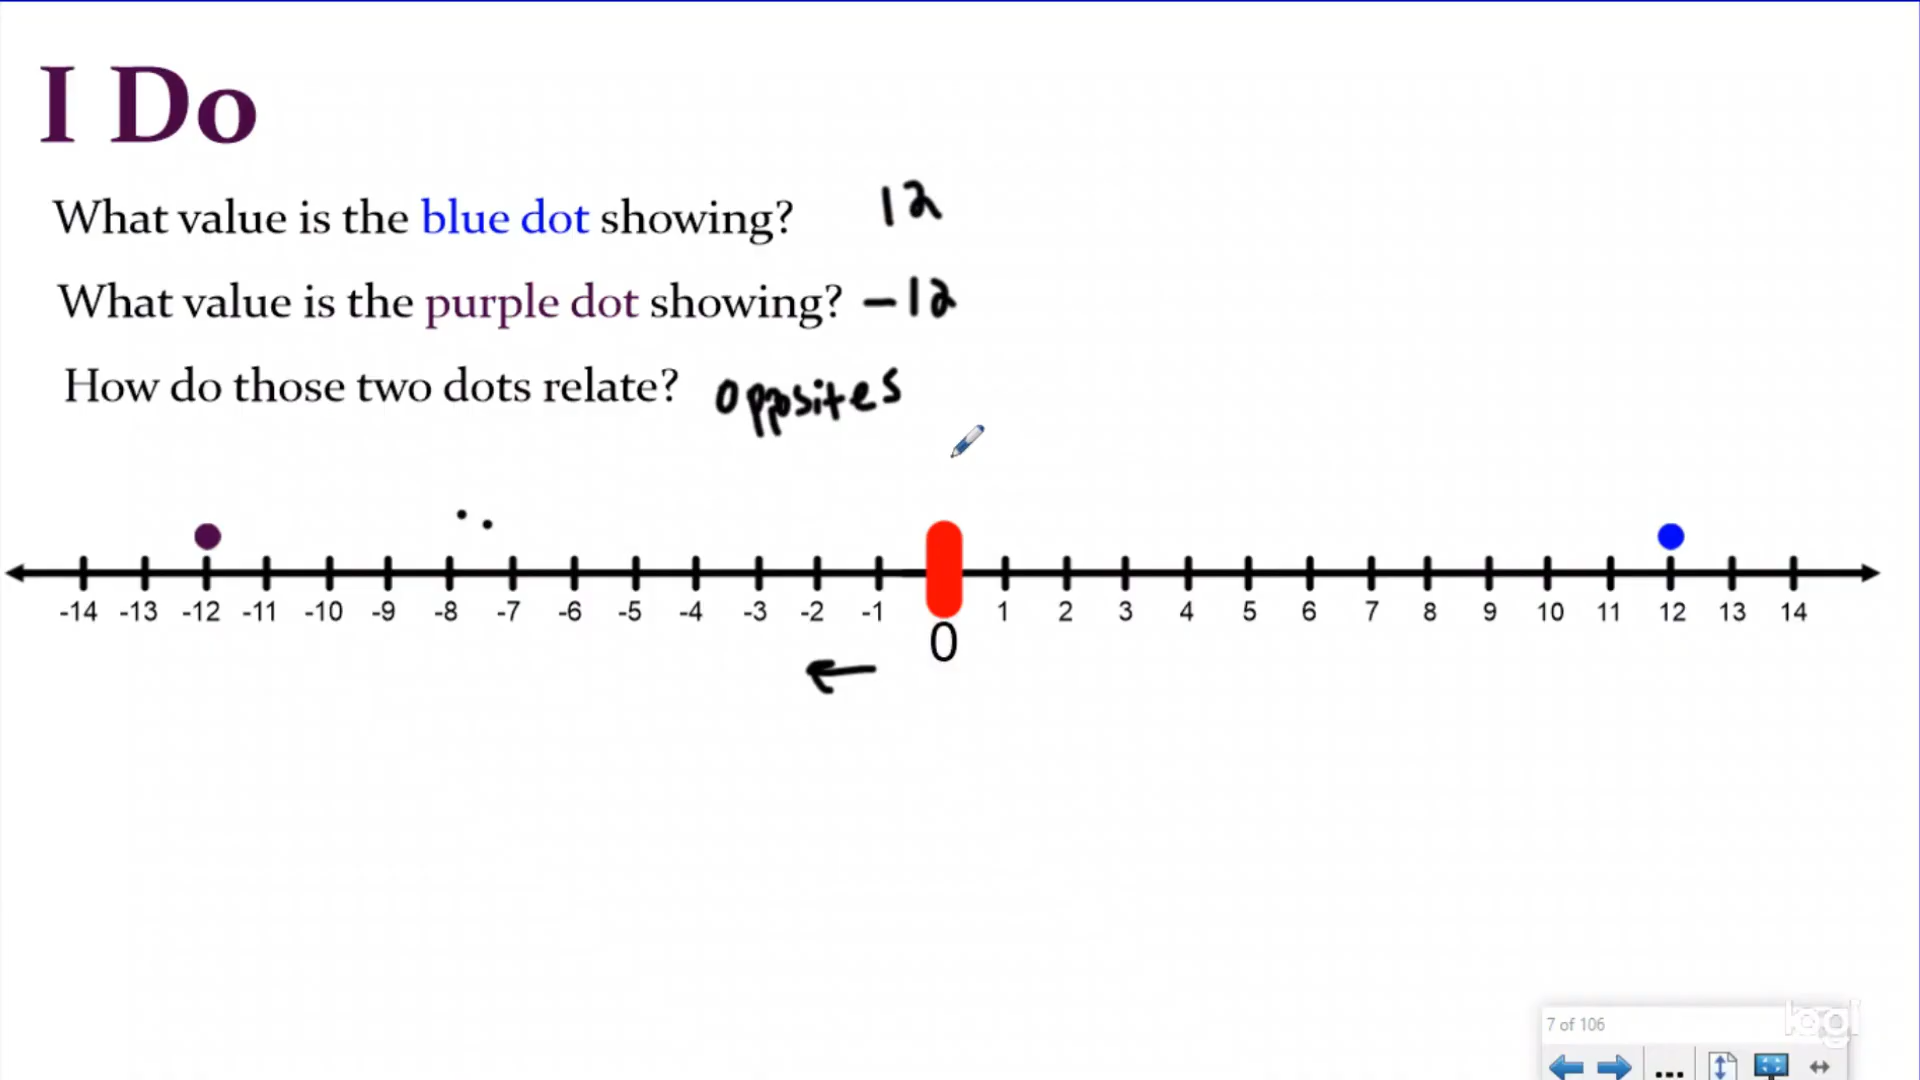 I Do
What value is the blue dot showing? 12
What value is the purple dot showing? -12
How do those two dots relate? opposites
-14 -13 -12 -11 -10 -9 -8 -7 -6 -5 -4 -3 -2 -1 0 1 2 3 4 5 6 7 8 9 10 11 12 13 14
7 of 106